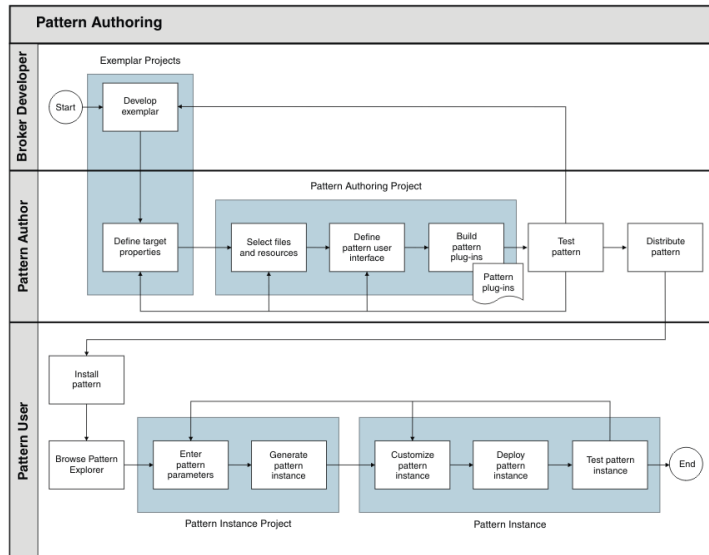 Pattern Authoring
Broker Developer
Exemplar Projects
Start
Develop
exemplar
Pattern Author
Pattern Authoring Project
Define target
properties
Select files
and resources
Define
pattern user
interface
Build
pattern
plug-ins
Pattern
plug-ins
Test
pattern
Distribute
pattern
Pattern User
Install
pattern
Browse Pattern
Explorer
Enter
pattern
parameters
Generate
pattern
instance
Customize
pattern
instance
Deploy
pattern
instance
Test pattern
instance
End
Pattern Instance Project
Pattern Instance